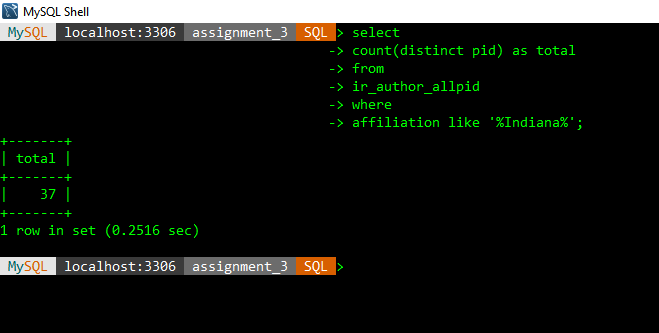 MySQL Shell
MySQL localhost:3306 assignment_3 SQL > select
-> count(distinct pid) as total
-> from
-> ir_author_allpid
-> where
-> affiliation like '%Indiana%';
+-------+
| total |
+-------+
|    37 |
+-------+
1 row in set (0.2516 sec)
MySQL localhost:3306 assignment_3 SQL >